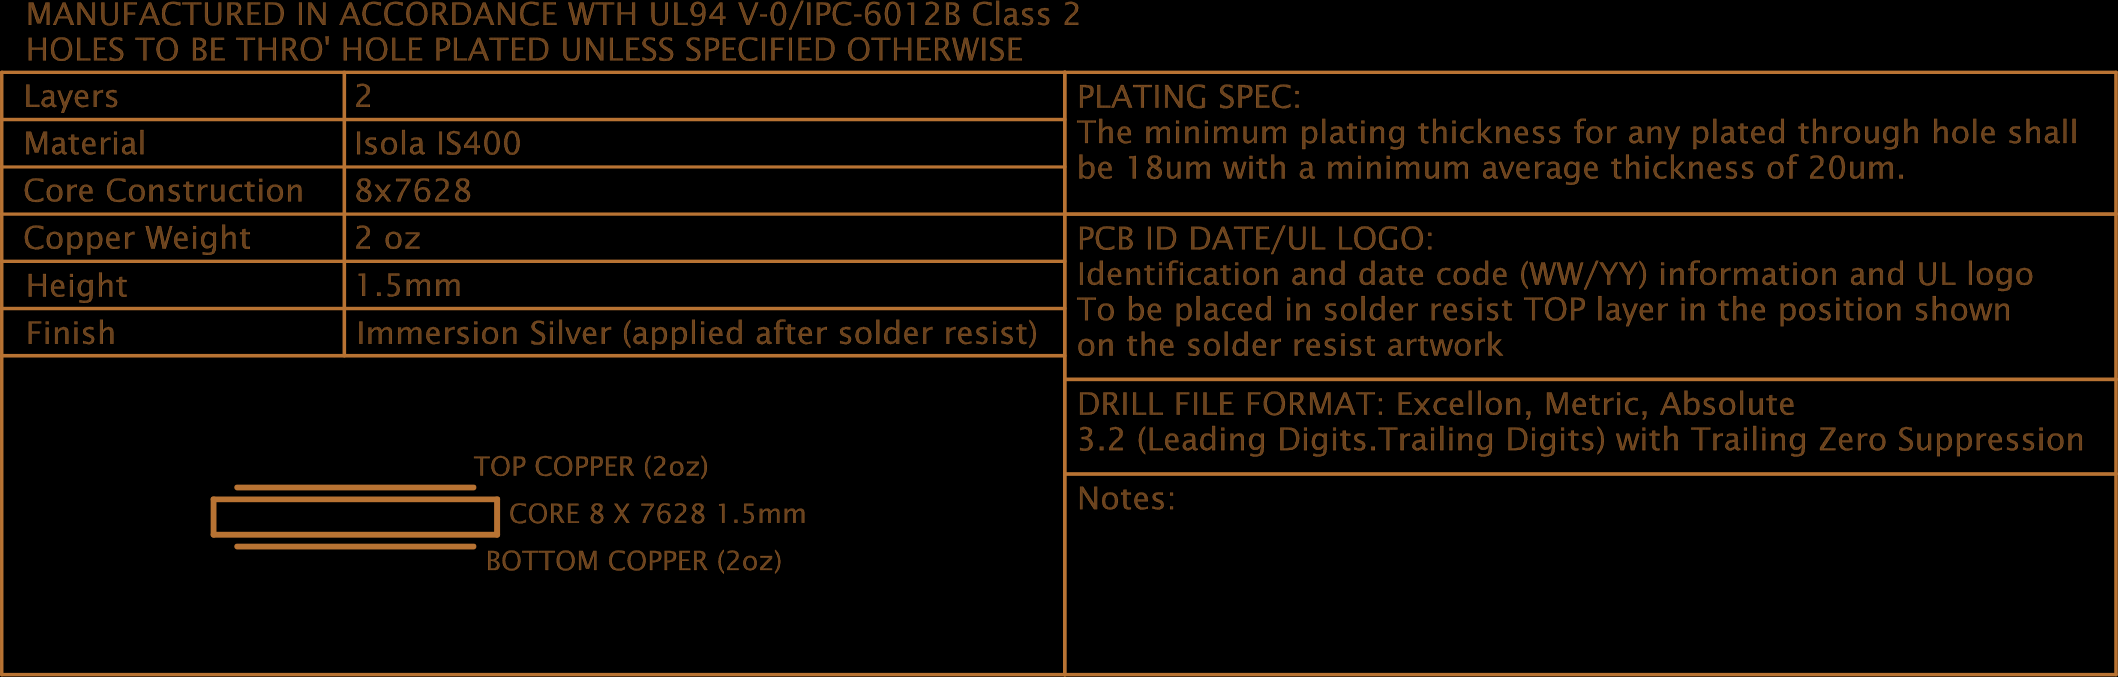 MANUFACTURED IN ACCORDANCE WTH UL94 V-0/IPC-6012B Class 2
HOLES TO BE THRO' HOLE PLATED UNLESS SPECIFIED OTHERWISE
Layers 2
Material Isola IS400
Core Construction 8x7628
Copper Weight 2 oz
Height 1.5mm
Finish Immersion Silver (applied after solder resist)
TOP COPPER (2oz)
CORE 8 X 7628 1.5mm
BOTTOM COPPER (2oz)
PLATING SPEC:
The minimum plating thickness for any plated through hole shall
be 18um with a minimum average thickness of 20um.
PCB ID DATE/UL LOGO:
Identification and date code (WW/YY) information and UL logo
To be placed in solder resist TOP layer in the position shown
on the solder resist artwork
DRILL FILE FORMAT: Excellon, Metric, Absolute
3.2 (Leading Digits.Trailing Digits) with Trailing Zero Suppression
Notes: